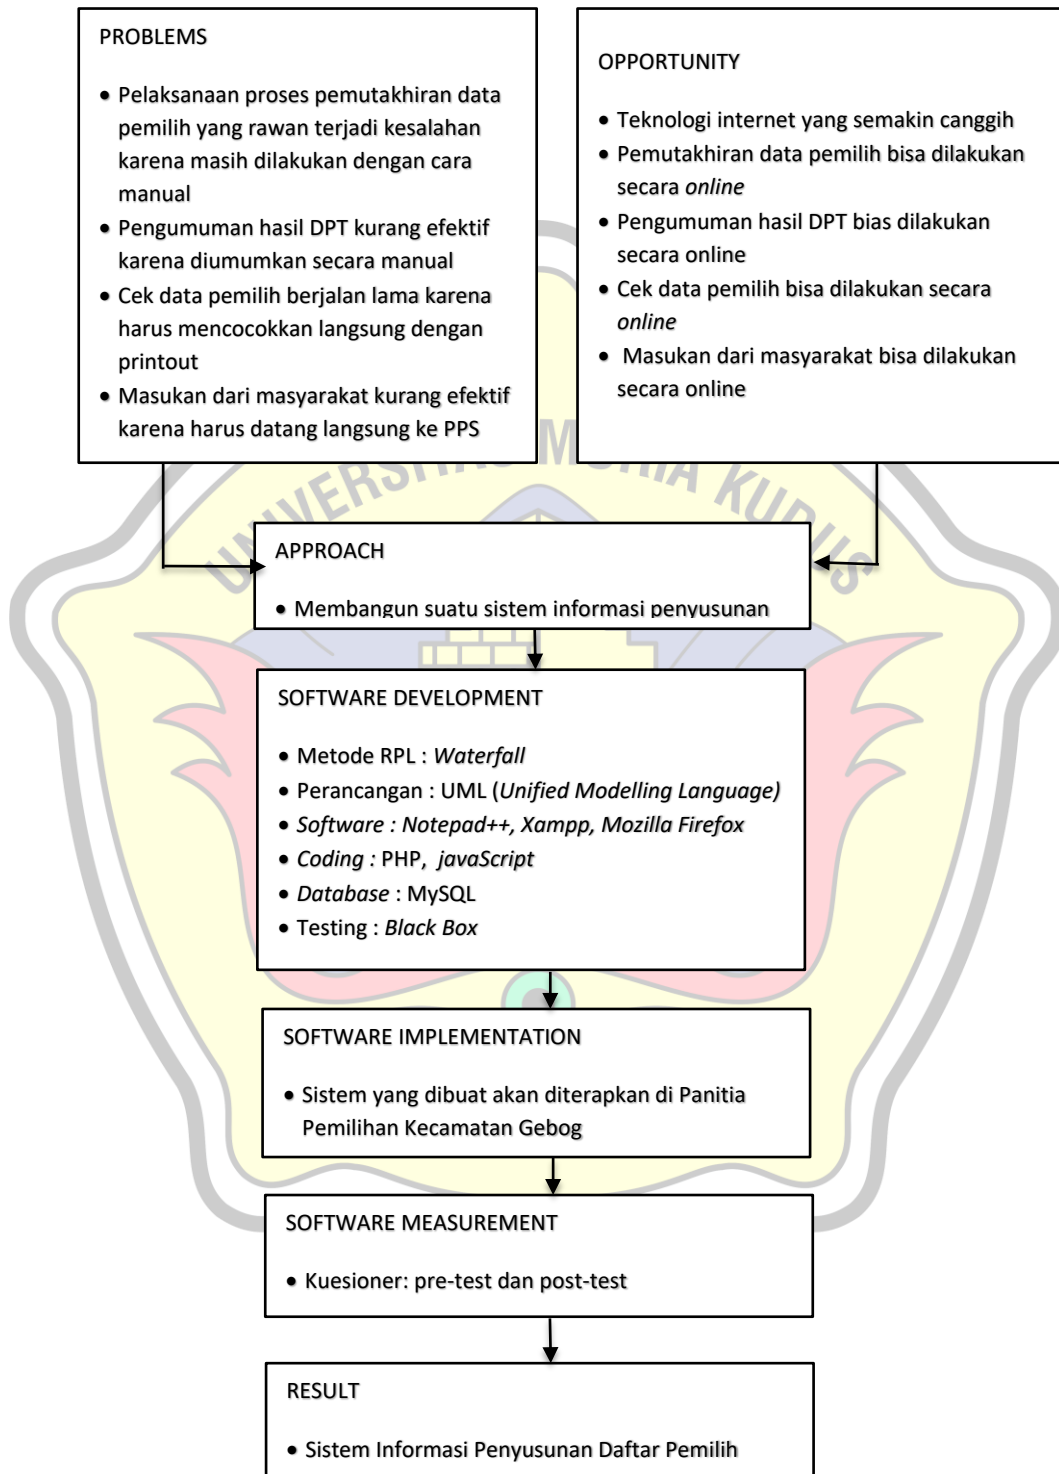 PROBLEMS
• Pelaksanaan proses pemutakhiran data
pemilih yang rawan terjadi kesalahan
karena masih dilakukan dengan cara
manual
• Pengumuman hasil DPT kurang efektif
karena diumumkan secara manual
• Cek data pemilih berjalan lama karena
harus mencocokkan langsung dengan
printout
• Masukan dari masyarakat kurang efektif
karena harus datang langsung ke PPS
OPPORTUNITY
• Teknologi internet yang semakin canggih
• Pemutakhiran data pemilih bisa dilakukan
secara online
• Pengumuman hasil DPT bias dilakukan
secara online
• Cek data pemilih bisa dilakukan secara
online
• Masukan dari masyarakat bisa dilakukan
secara online
UNIVERSITAS MURIA KUDUS
APPROACH
• Membangun suatu sistem informasi penyusunan
SOFTWARE DEVELOPMENT
• Metode RPL : Waterfall
• Perancangan : UML (Unified Modelling Language)
• Software : Notepad++, Xampp, Mozilla Firefox
• Coding : PHP, javaScript
• Database : MySQL
• Testing : Black Box
SOFTWARE IMPLEMENTATION
• Sistem yang dibuat akan diterapkan di Panitia
Pemilihan Kecamatan Gebog
SOFTWARE MEASUREMENT
• Kuesioner: pre-test dan post-test
RESULT
• Sistem Informasi Penyusunan Daftar Pemilih